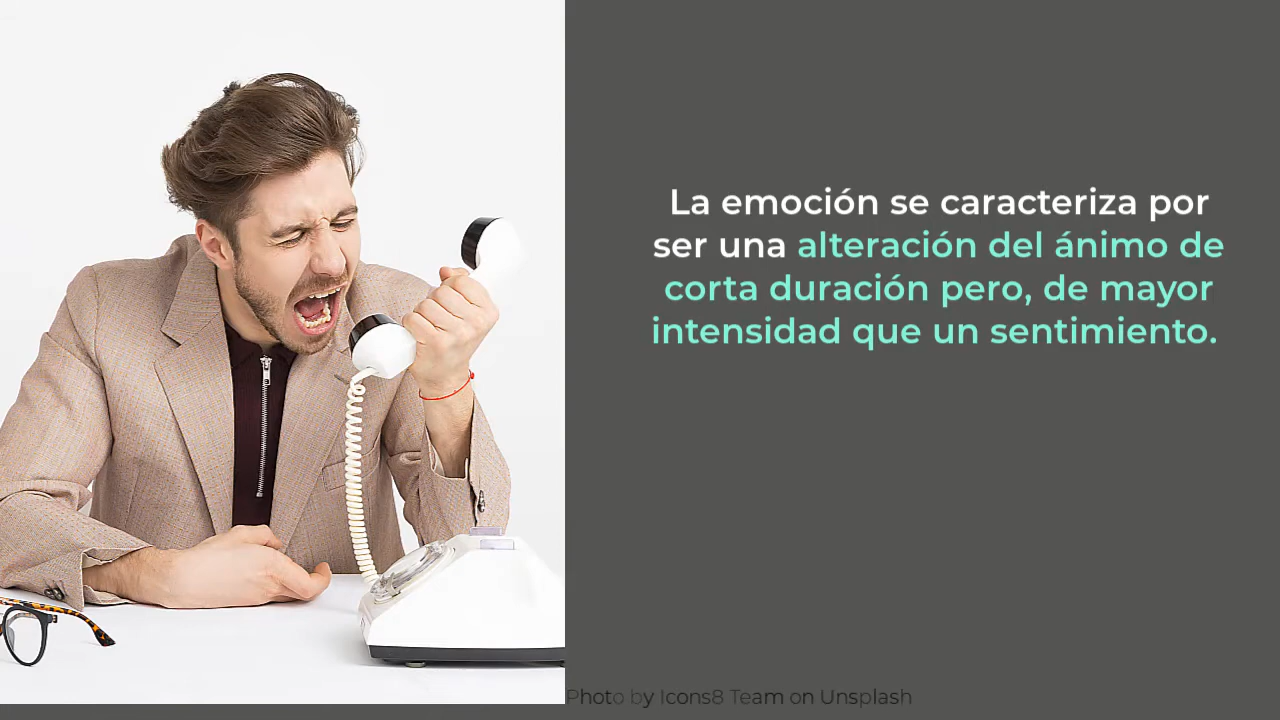 La emoción se caracteriza por
ser una alteración del ánimo de
corta duración pero, de mayor
intensidad que un sentimiento.
Photo by Icons8 Team on Unsplash